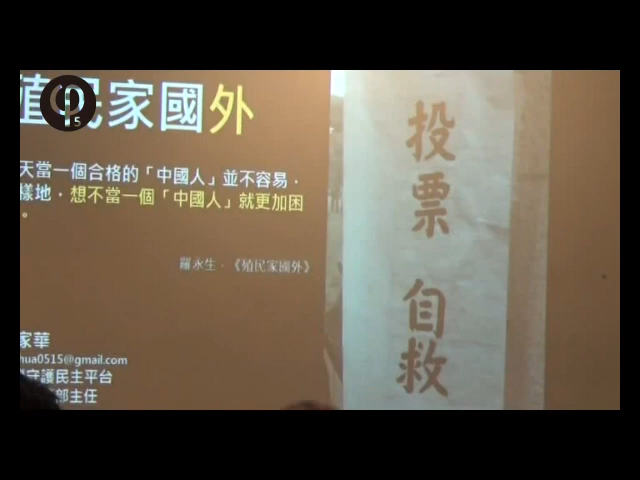 殖民家國外
天當一個合格的「中國人」並不容易．
樣地．想不當一個「中國人」就更加困
。
羅永生．《殖民家國外》
家華
hua0515@gmail.com
守護民主平台
部主任
投票 自救